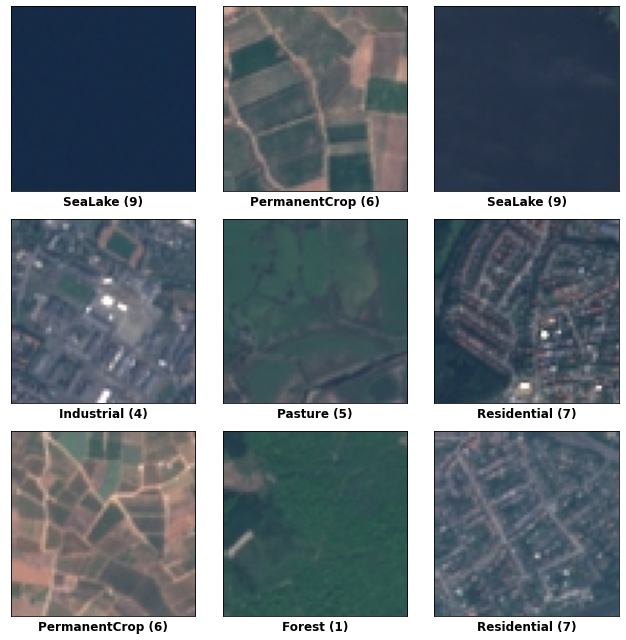 SeaLake (9)
PermanentCrop (6)
SeaLake (9)
Industrial (4)
Pasture (5)
Residential (7)
PermanentCrop (6)
Forest (1)
Residential (7)